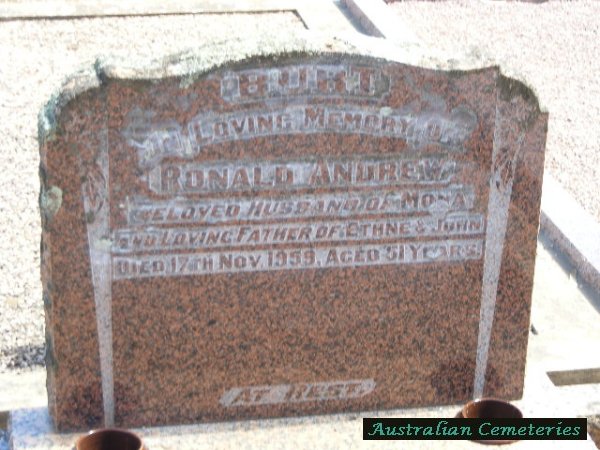 BURT
IN LOVING MEMORY OF
RONALD ANDREW
BELOVED HUSBAND OF MONA
AND LOVING FATHER OF ETHNE & JOHN
DIED 17TH NOV. 1959, AGED 51 YEARS
AT REST
Australian Cemeteries